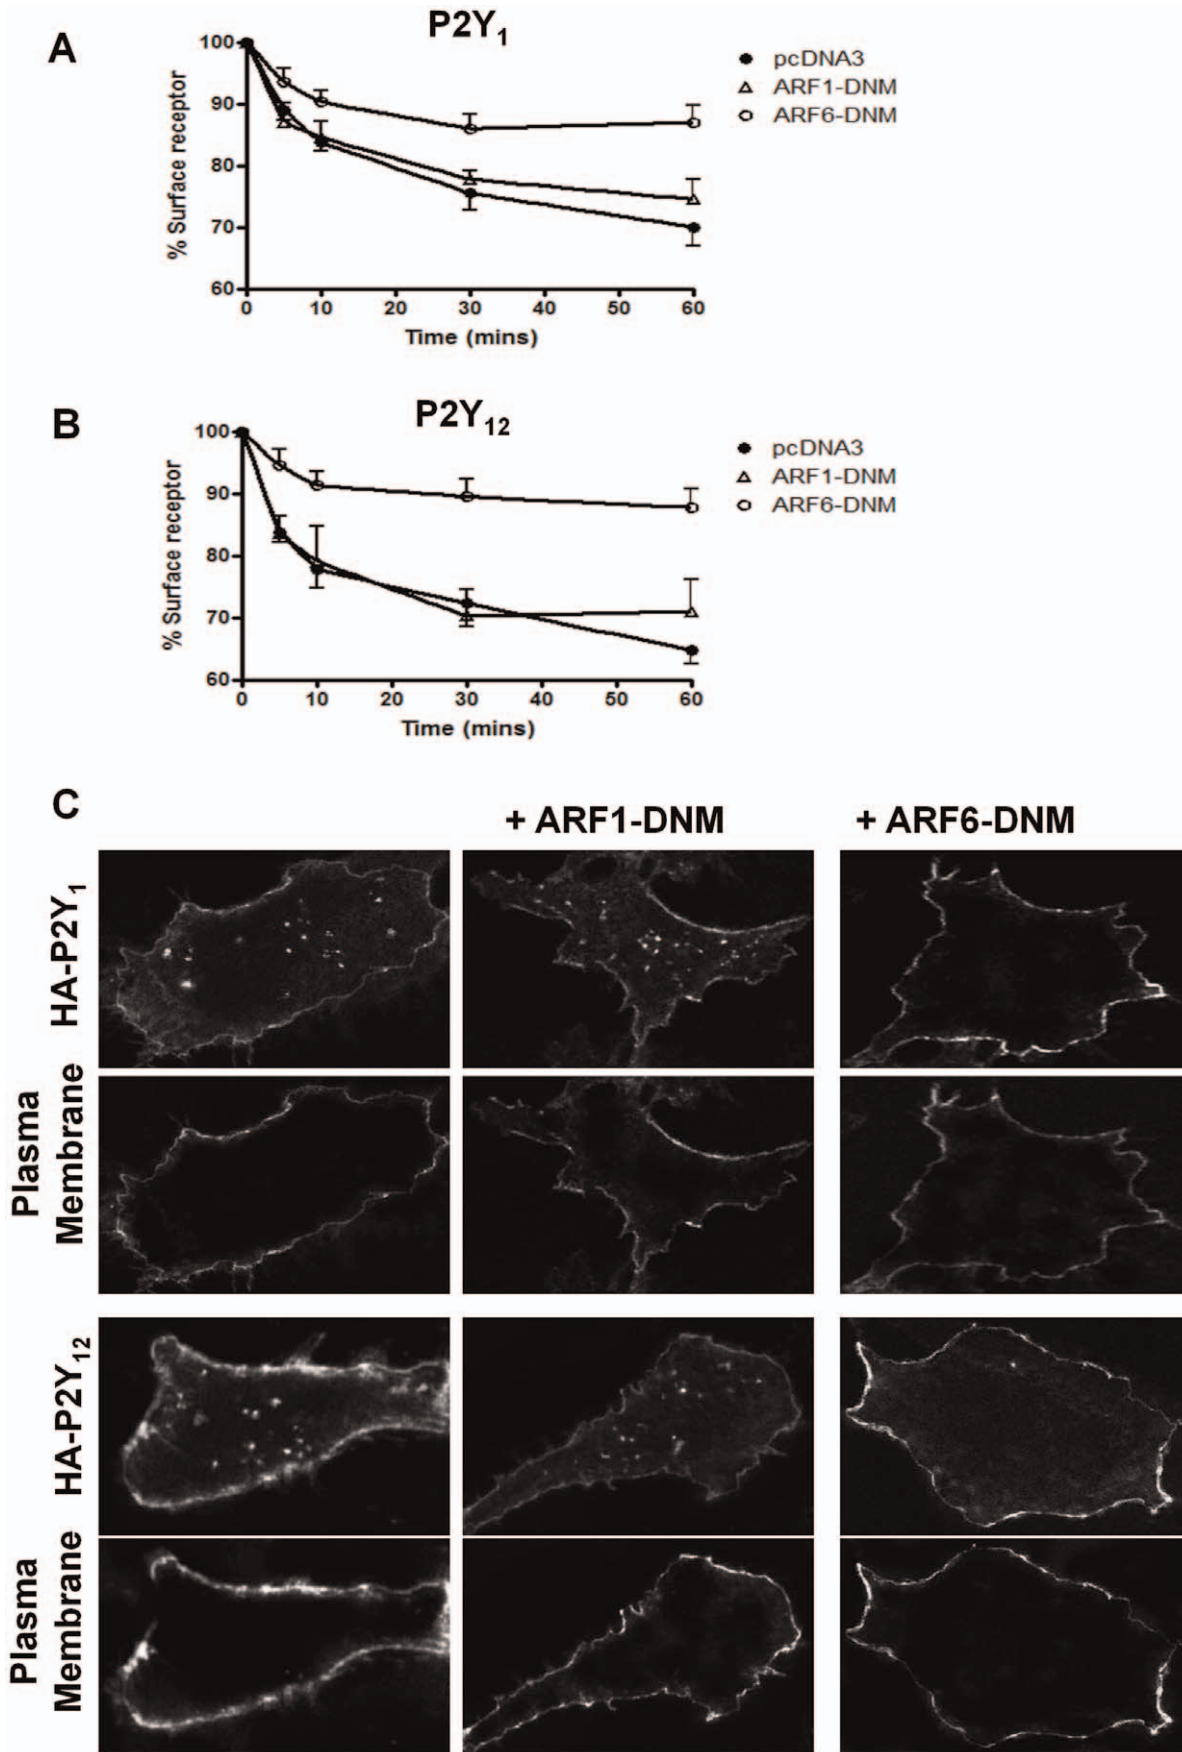 A
P2Y1
100
90
80
70
60
% Surface receptor
0 10 20 30 40 50 60
Time (mins)
pcDNA3
ARF1-DNM
ARF6-DNM
B
P2Y12
100
90
80
70
60
% Surface receptor
0 10 20 30 40 50 60
Time (mins)
pcDNA3
ARF1-DNM
ARF6-DNM
C
+ ARF1-DNM
+ ARF6-DNM
HA-P2Y1
Plasma
Membrane
HA-P2Y12
Plasma
Membrane